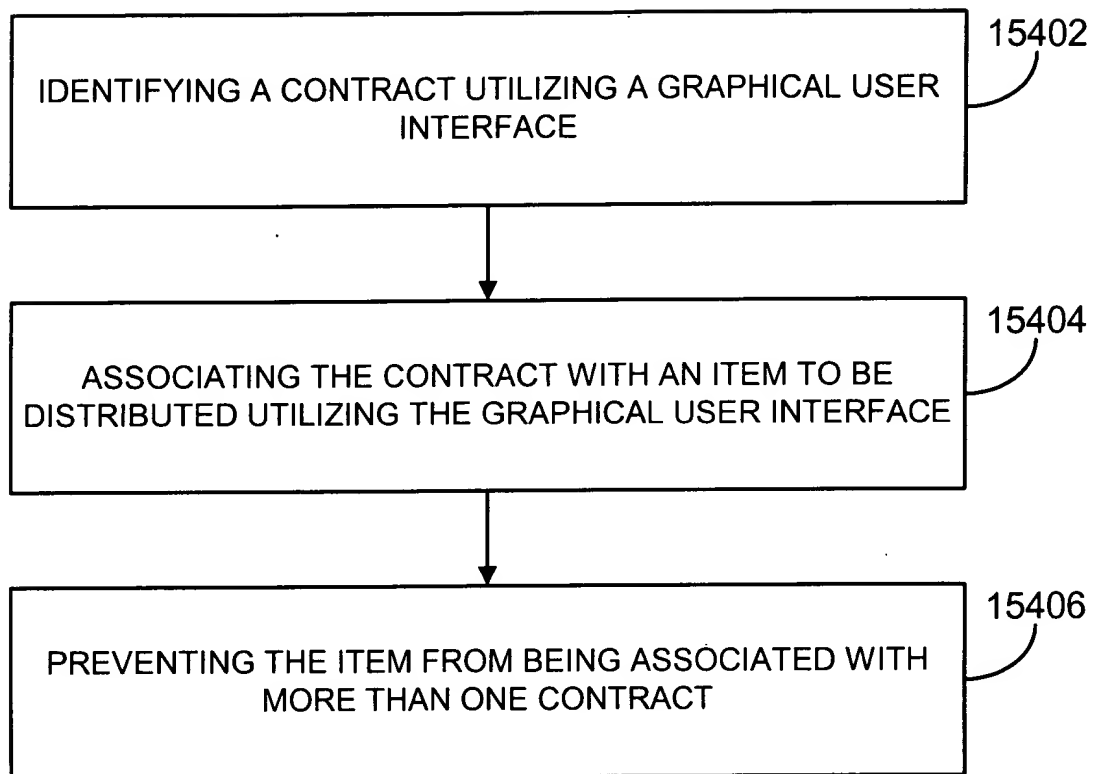 15402
IDENTIFYING A CONTRACT UTILIZING A GRAPHICAL USER
INTERFACE
15404
ASSOCIATING THE CONTRACT WITH AN ITEM TO BE
DISTRIBUTED UTILIZING THE GRAPHICAL USER INTERFACE
15406
PREVENTING THE ITEM FROM BEING ASSOCIATED WITH
MORE THAN ONE CONTRACT